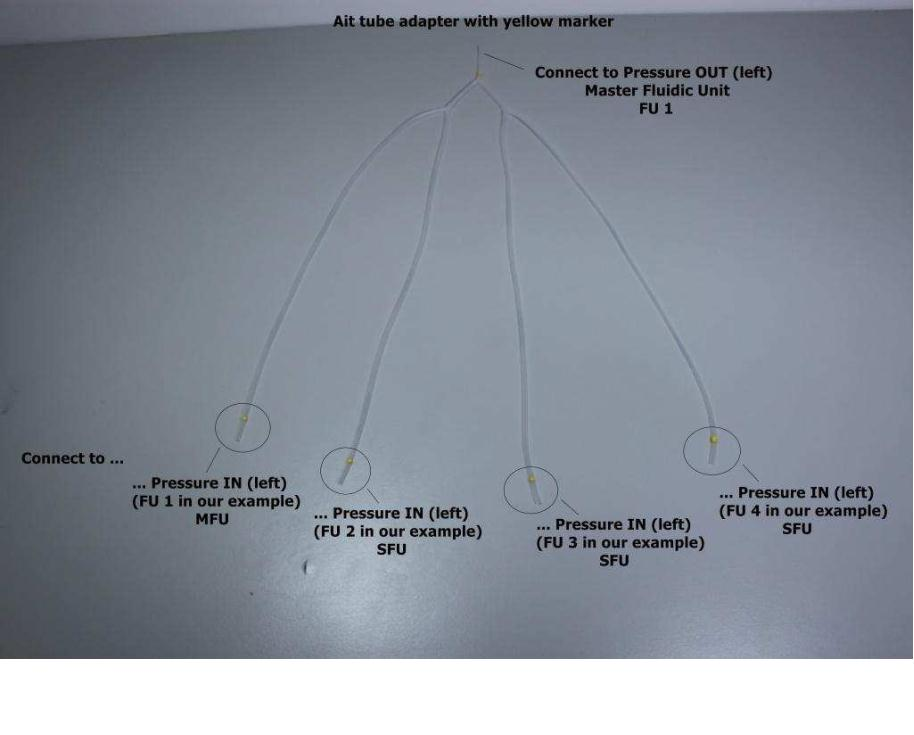 Ait tube adapter with yellow marker
Connect to Pressure OUT (left)
Master Fluidic Unit
FU 1
Connect to ...
... Pressure IN (left)
(FU 1 in our example)
MFU
... Pressure IN (left)
(FU 2 in our example)
SFU
... Pressure IN (left)
(FU 3 in our example)
SFU
... Pressure IN (left)
(FU 4 in our example)
SFU